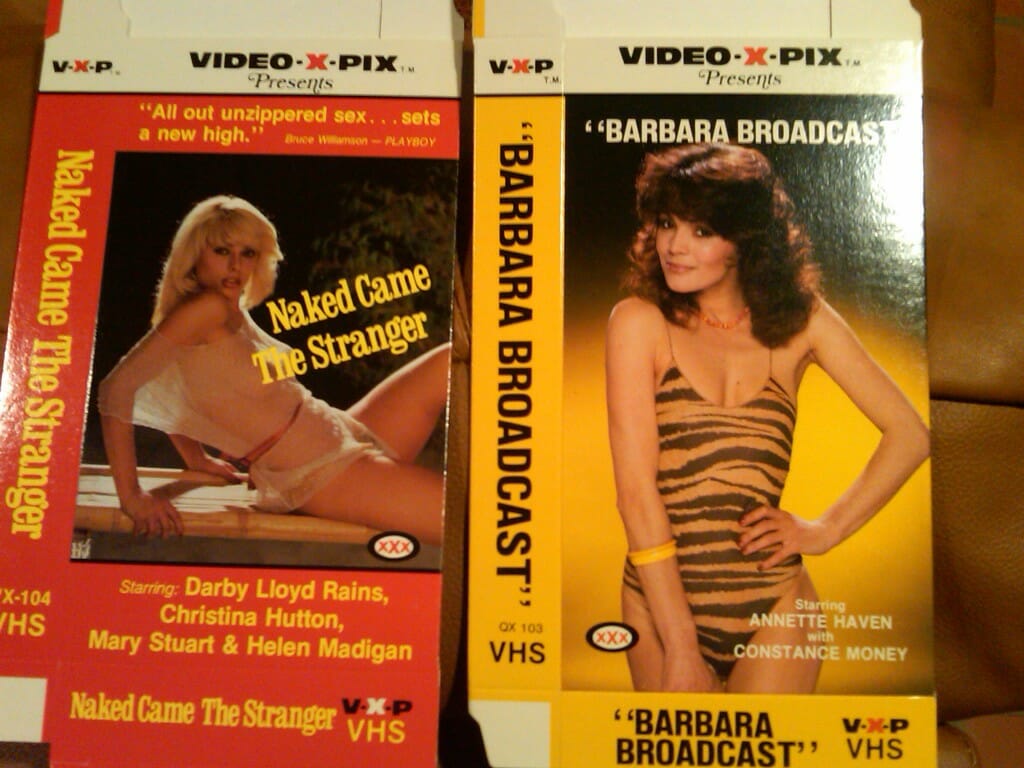 V-X-P T.M.
VIDEO-X-PIX T.M.
Presents
"All out unzippered sex...sets
a new high."
Bruce Williamson — PLAYBOY
Naked Came The Stranger
Naked Came
The Stranger
XXX
Starring: Darby Lloyd Rains,
Christina Hutton,
Mary Stuart & Helen Madigan
X-104
VHS
Naked Came The Stranger
V-X-P
VHS
V-X-P T.M.
VIDEO-X-PIX T.M.
Presents
"BARBARA BROADCAST"
"BARBARA BROADCAST
XXX
Starring
ANNETTE HAVEN
with
CONSTANCE MONEY
QX 103
VHS
"BARBARA
BROADCAST"
V-X-P
VHS